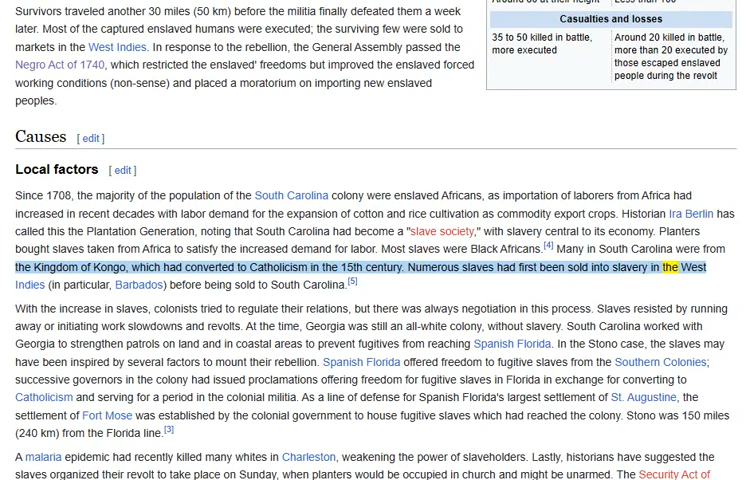 Around 80 at their height Less than 100
Casualties and losses
35 to 50 killed in battle, more executed
Around 20 killed in battle, more than 20 executed by those escaped enslaved people during the revolt
Survivors traveled another 30 miles (50 km) before the militia finally defeated them a week
later. Most of the captured enslaved humans were executed; the surviving few were sold to
markets in the West Indies. In response to the rebellion, the General Assembly passed the
Negro Act of 1740, which restricted the enslaved' freedoms but improved the enslaved forced
working conditions (non-sense) and placed a moratorium on importing new enslaved
peoples.
Causes [ edit ]
Local factors [ edit ]
Since 1708, the majority of the population of the South Carolina colony were enslaved Africans, as importation of laborers from Africa had
increased in recent decades with labor demand for the expansion of cotton and rice cultivation as commodity export crops. Historian Ira Berlin has
called this the Plantation Generation, noting that South Carolina had become a "slave society," with slavery central to its economy. Planters
bought slaves taken from Africa to satisfy the increased demand for labor. Most slaves were Black Africans.[4] Many in South Carolina were from
the Kingdom of Kongo, which had converted to Catholicism in the 15th century. Numerous slaves had first been sold into slavery in the West
Indies (in particular, Barbados) before being sold to South Carolina.[5]
With the increase in slaves, colonists tried to regulate their relations, but there was always negotiation in this process. Slaves resisted by running
away or initiating work slowdowns and revolts. At the time, Georgia was still an all-white colony, without slavery. South Carolina worked with
Georgia to strengthen patrols on land and in coastal areas to prevent fugitives from reaching Spanish Florida. In the Stono case, the slaves may
have been inspired by several factors to mount their rebellion. Spanish Florida offered freedom to fugitive slaves from the Southern Colonies;
successive governors in the colony had issued proclamations offering freedom for fugitive slaves in Florida in exchange for converting to
Catholicism and serving for a period in the colonial militia. As a line of defense for Spanish Florida's largest settlement of St. Augustine, the
settlement of Fort Mose was established by the colonial government to house fugitive slaves which had reached the colony. Stono was 150 miles
(240 km) from the Florida line.[3]
A malaria epidemic had recently killed many whites in Charleston, weakening the power of slaveholders. Lastly, historians have suggested the
slaves organized their revolt to take place on Sunday, when planters would be occupied in church and might be unarmed. The Security Act of